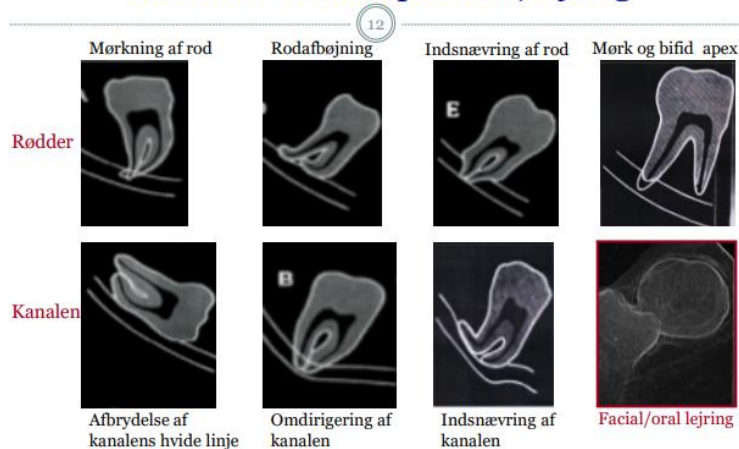 12
Mørkning af rod
Rodafbøjning
Indsnævring af rod
Mørk og bifid apex
Rødder
E
Kanalen
B
Afbrydelse af
kanalens hvide linje
Omdirigering af
kanalen
Indsnævring af
kanalen
Facial/oral lejring